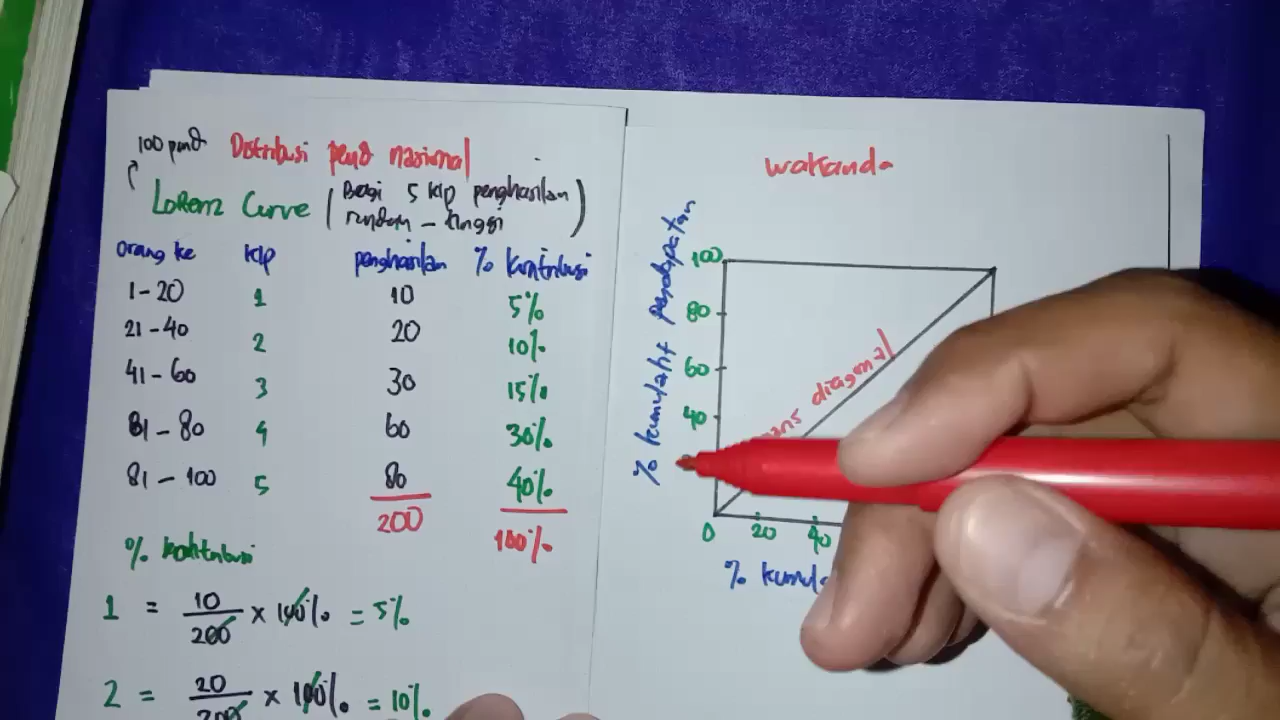 100 pend
Distribusi pend nasional
Lorenz Curve (Bagi 5 klp penghasilan
rendah - tinggi)
orang ke klp penghasilan % kontribusi
1-20 1 10 5%
21-40 2 20 10%
41-60 3 30 15%
81-80 4 60 30%
81-100 5 80 40%
200 100%
% kontribusi
1 = 10/200 x 100% = 5%
2 = 20/200 x 100% = 10%
wakanda
% kumulatif pendapatan
100
80
60
40
0 20 40
diagonal